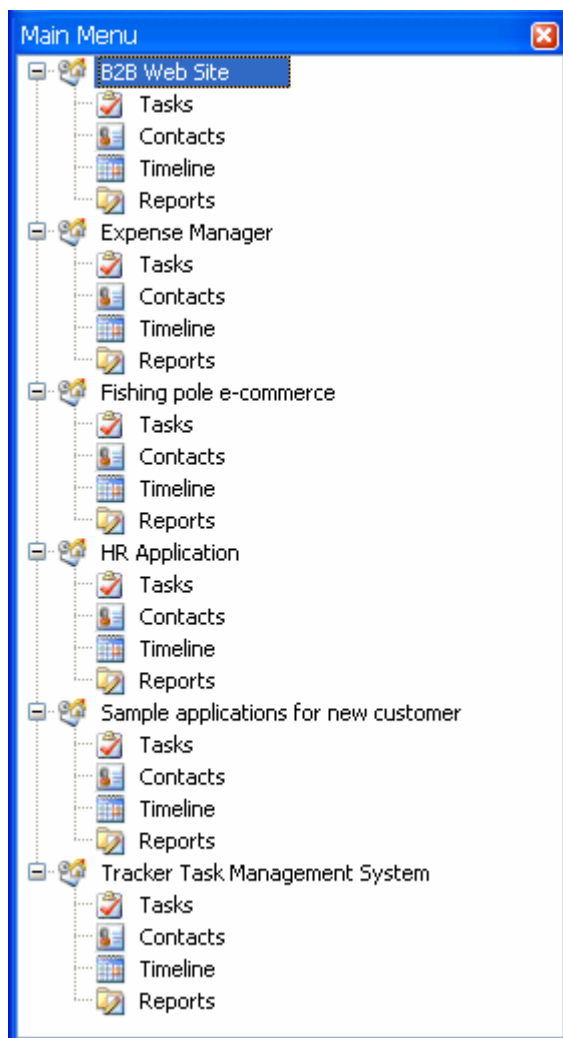 Main Menu
B2B Web Site
Tasks
Contacts
Timeline
Reports
Expense Manager
Tasks
Contacts
Timeline
Reports
Fishing pole e-commerce
Tasks
Contacts
Timeline
Reports
HR Application
Tasks
Contacts
Timeline
Reports
Sample applications for new customer
Tasks
Contacts
Timeline
Reports
Tracker Task Management System
Tasks
Contacts
Timeline
Reports